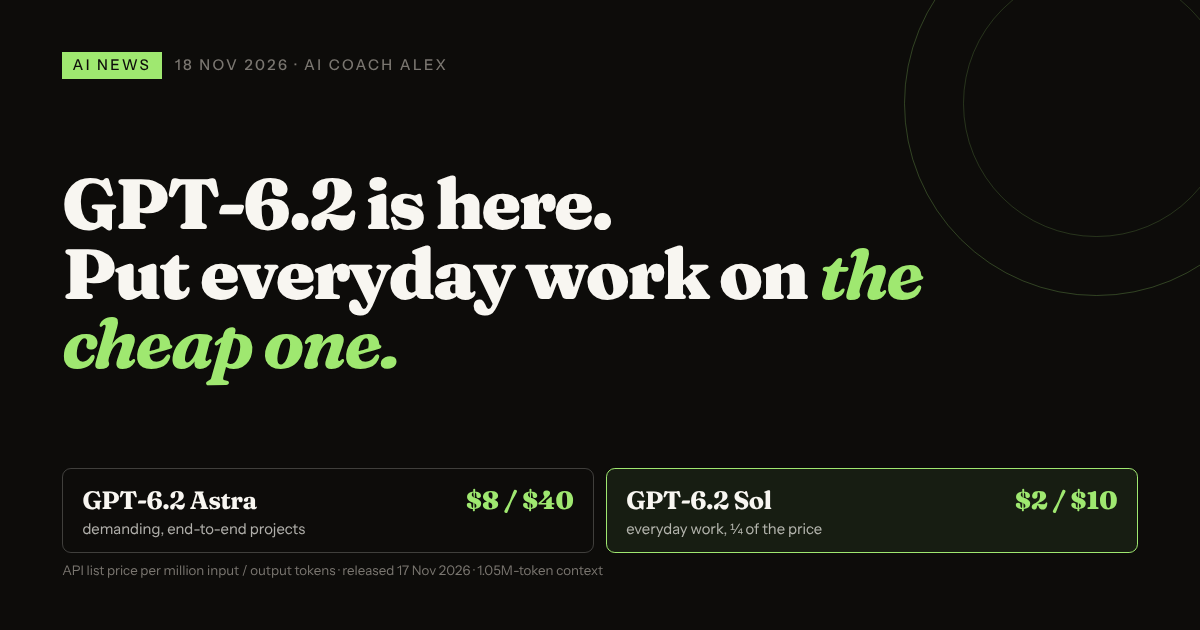 AI NEWS 18 NOV 2026 · AI COACH ALEX
GPT-6.2 is here.
Put everyday work on the
cheap one.
GPT-6.2 Astra $8 / $40
demanding, end-to-end projects
GPT-6.2 Sol $2 / $10
everyday work, ¼ of the price
API list price per million input / output tokens · released 17 Nov 2026 · 1.05M-token context